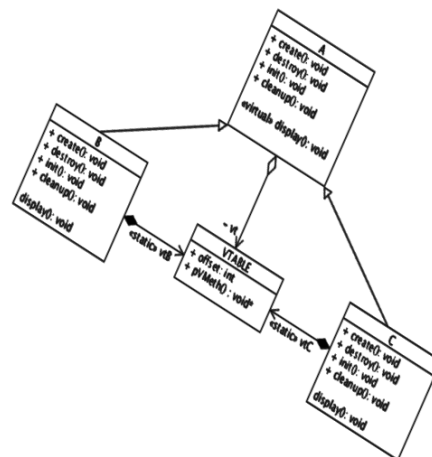 A
+ create(): void
+ destroy(): void
+ init(): void
+ cleanup(): void
«virtual» display(): void
B
+ create(): void
+ destroy(): void
+ init(): void
+ cleanup(): void
display(): void
- vt
«static» vtB
VTABLE
+ offset: int
+ pVMeth() : void*
«static» vtC
C
+ create(): void
+ destroy(): void
+ init(): void
+ cleanup(): void
display(): void